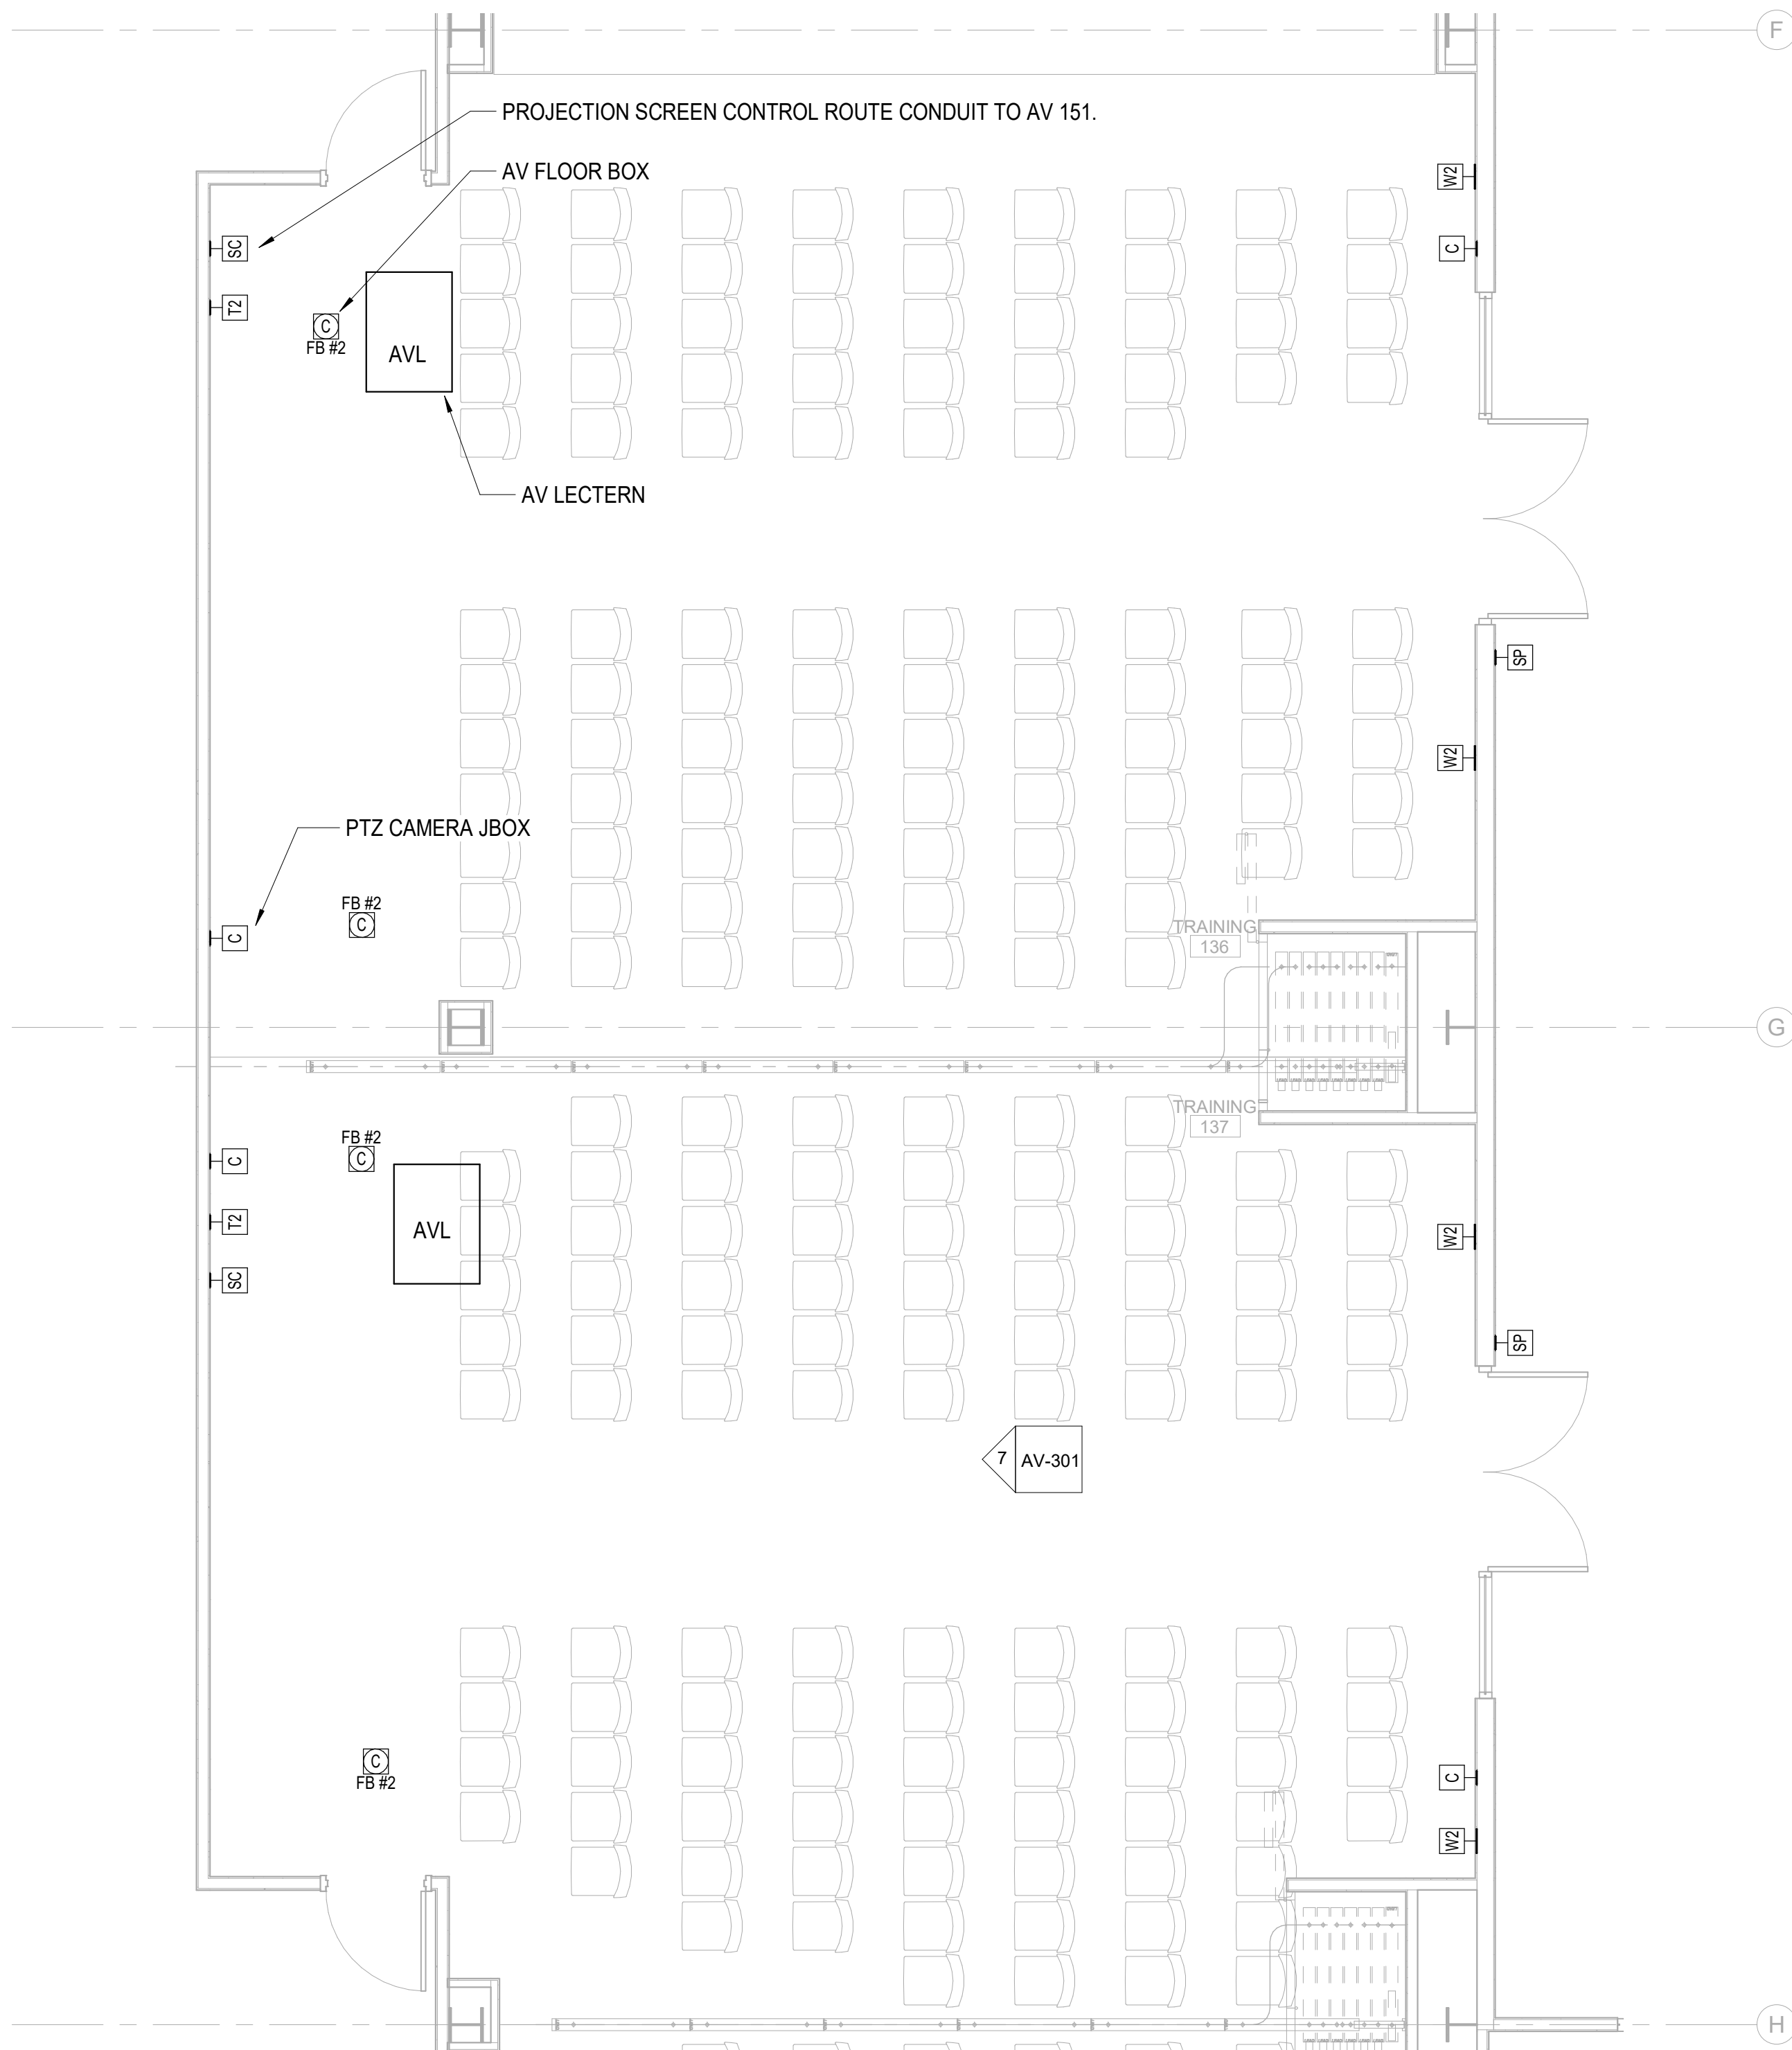 F
PROJECTION SCREEN CONTROL ROUTE CONDUIT TO AV 151.
AV FLOOR BOX
W2
SC
C
T2
C
FB #2
AVL
AV LECTERN
SP
W2
PTZ CAMERA JBOX
FB #2
C
C
TRAINING
136
G
TRAINING
137
FB #2
C
C
T2
AVL
W2
SC
SP
7
AV-301
C
FB #2
C
W2
H